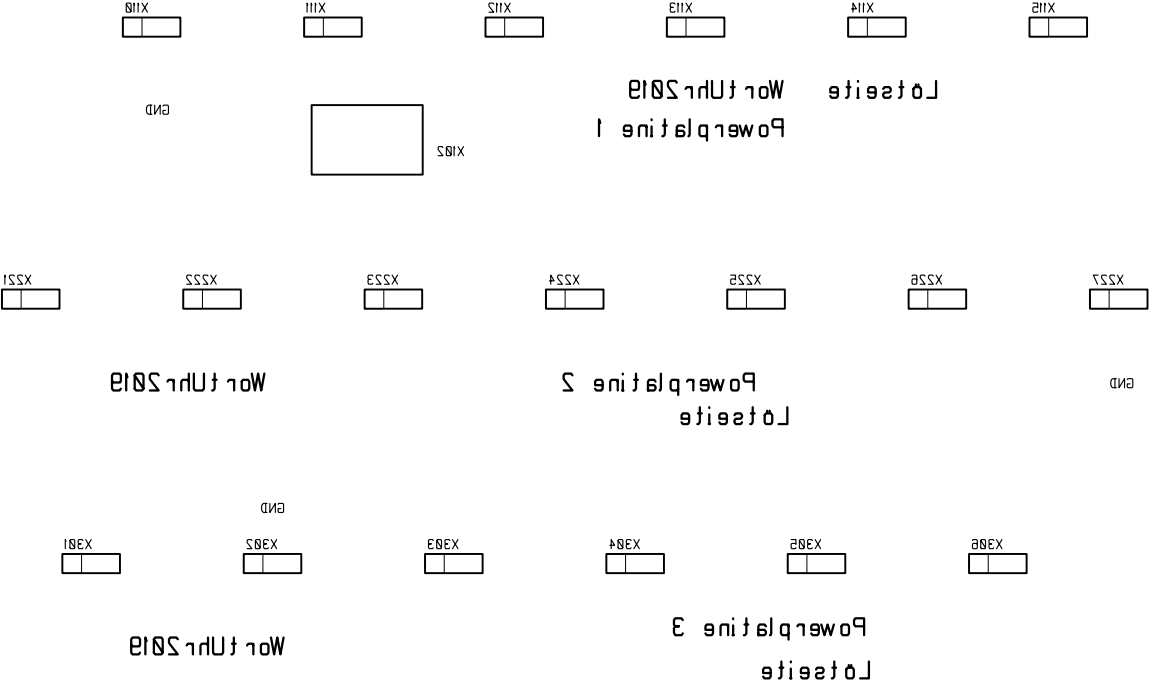 X110
X111
X112
X113
X114
X115
WortUhr2019
Lötseite
GND
Powerplatine 1
X102
X221
X222
X223
X224
X225
X226
X227
WortUhr2019
Powerplatine 2
GND
Lötseite
GND
X301
X302
X303
X304
X305
X306
Powerplatine 3
WortUhr2019
Lötseite